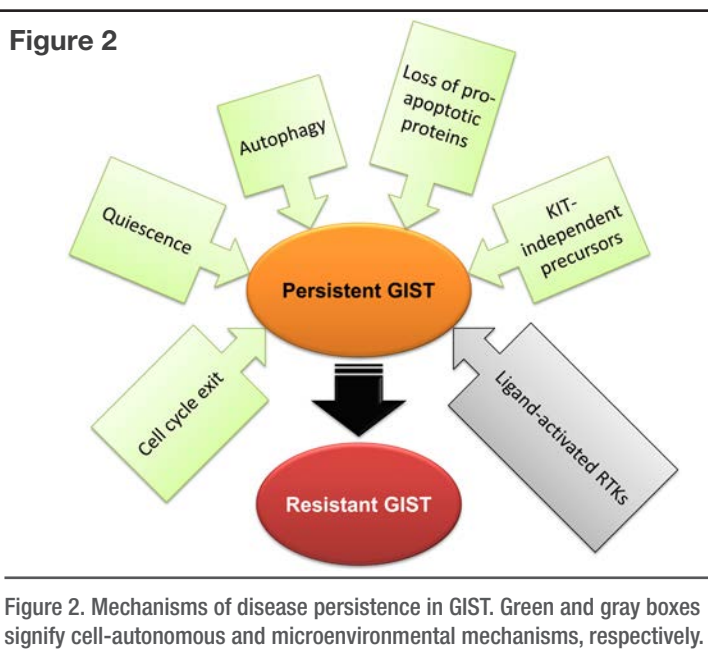 Figure 2
Loss of pro-
apoptotic
proteins
Autophagy
Quiescence
KIT-
independent
precursors
Persistent GIST
Cell cycle exit
Ligand-activated RTKs
Resistant GIST
Figure 2. Mechanisms of disease persistence in GIST. Green and gray boxes
signify cell-autonomous and microenvironmental mechanisms, respectively.